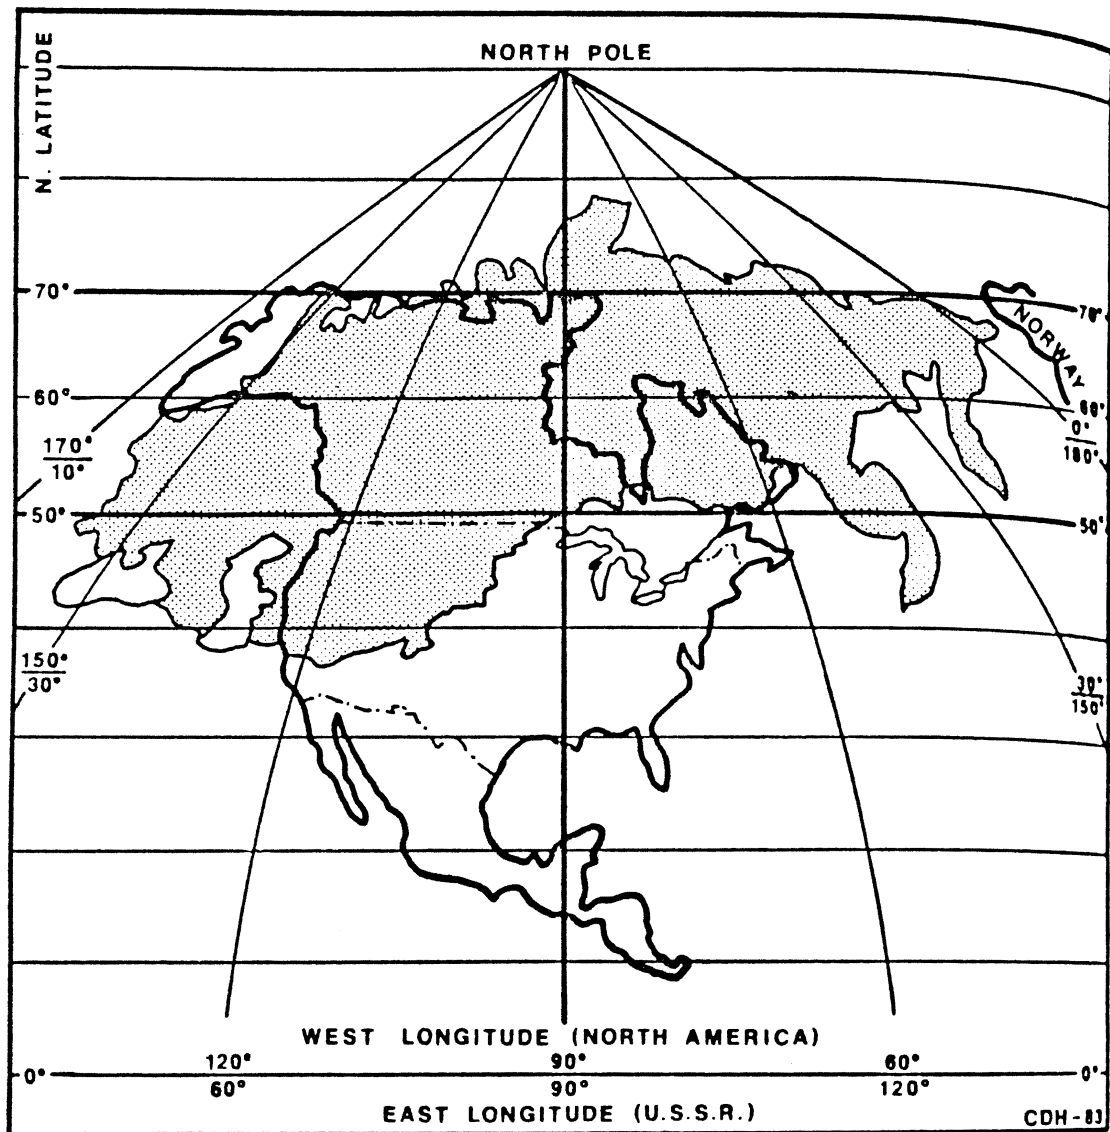 NORTH POLE
N. LATITUDE
70°
70°
NORWAY
60°
60°
170°
10°
0°
180°
50°
50°
150°
30°
30°
150°
WEST LONGITUDE (NORTH AMERICA)
120° 90° 60°
0° 0°
60° 90° 120°
EAST LONGITUDE (U.S.S.R.)
CDH-83